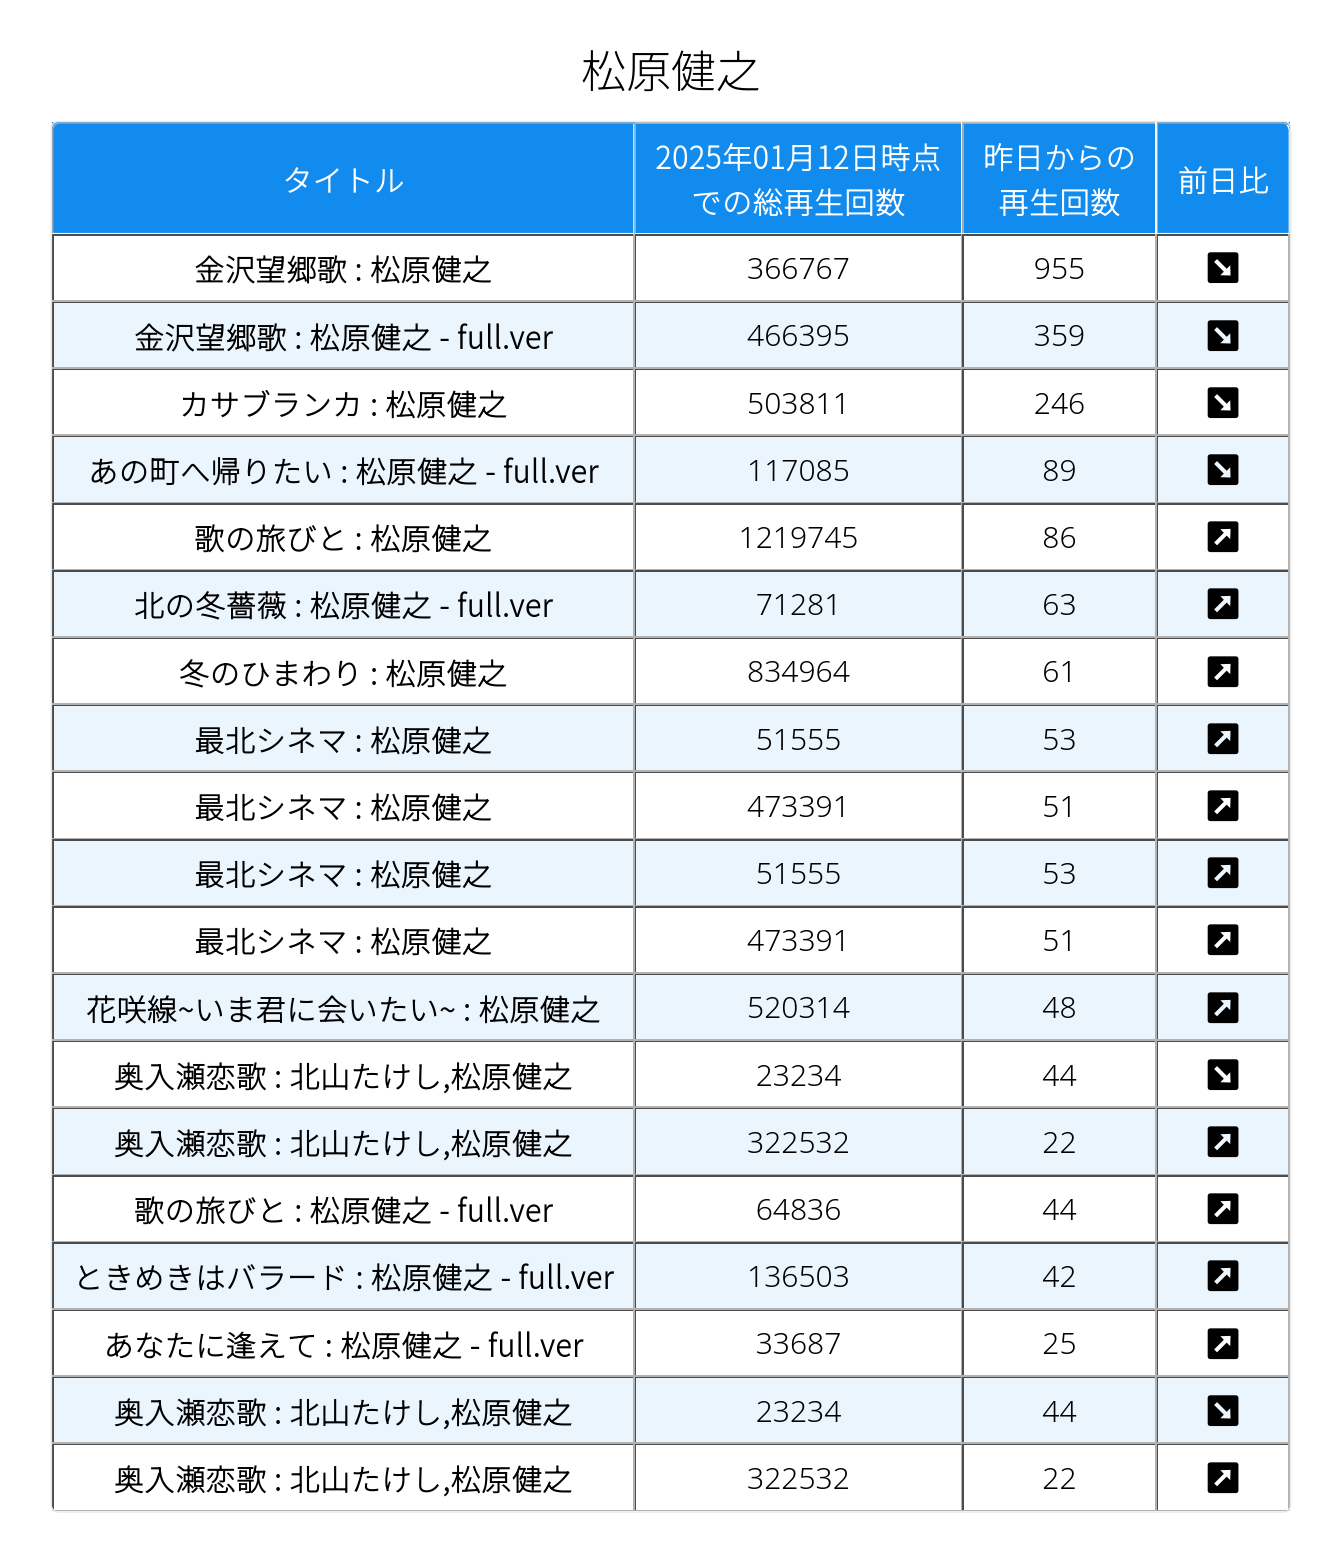 松原健之
タイトル 2025年01月12日時点での総再生回数 昨日からの再生回数 前日比
金沢望郷歌 : 松原健之 366767 955 ↘
金沢望郷歌 : 松原健之 - full.ver 466395 359 ↘
カサブランカ : 松原健之 503811 246 ↘
あの町へ帰りたい : 松原健之 - full.ver 117085 89 ↘
歌の旅びと : 松原健之 1219745 86 ↗
北の冬薔薇 : 松原健之 - full.ver 71281 63 ↗
冬のひまわり : 松原健之 834964 61 ↗
最北シネマ : 松原健之 51555 53 ↗
最北シネマ : 松原健之 473391 51 ↗
最北シネマ : 松原健之 51555 53 ↗
最北シネマ : 松原健之 473391 51 ↗
花咲線~いま君に会いたい~ : 松原健之 520314 48 ↗
奥入瀬恋歌 : 北山たけし,松原健之 23234 44 ↘
奥入瀬恋歌 : 北山たけし,松原健之 322532 22 ↗
歌の旅びと : 松原健之 - full.ver 64836 44 ↗
ときめきはバラード : 松原健之 - full.ver 136503 42 ↗
あなたに逢えて : 松原健之 - full.ver 33687 25 ↗
奥入瀬恋歌 : 北山たけし,松原健之 23234 44 ↘
奥入瀬恋歌 : 北山たけし,松原健之 322532 22 ↗